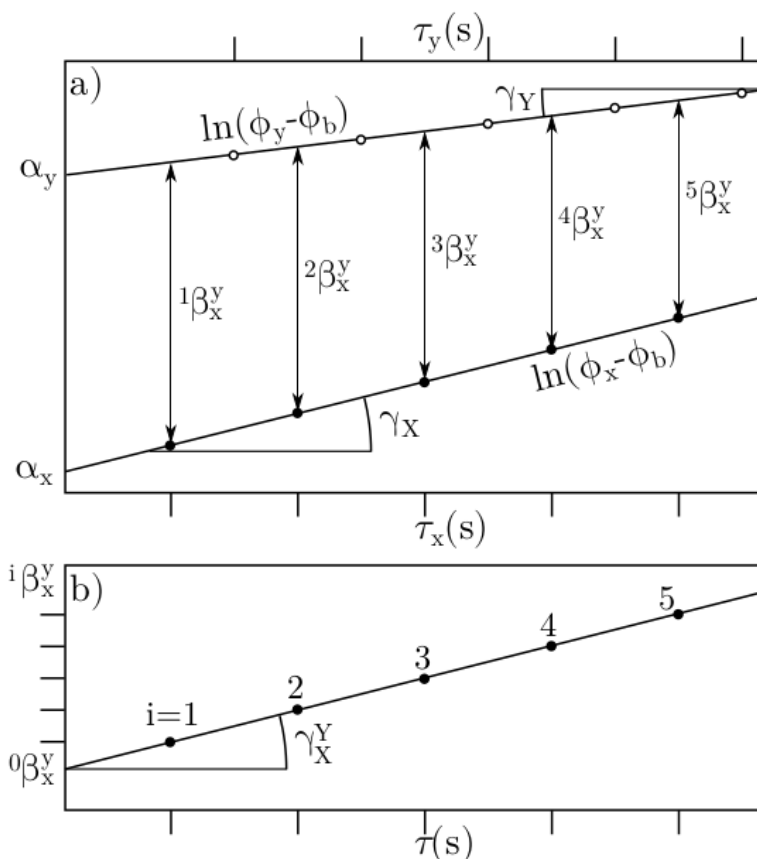 τy(s)
a)
γY
ln(ϕy-ϕb)
αy
¹βxʸ
²βxʸ
³βxʸ
⁴βxʸ
⁵βxʸ
ln(ϕx-ϕb)
γX
αx
τx(s)
ⁱβxʸ
b)
i=1
2
3
4
5
γXʸ
⁰βxʸ
τ(s)